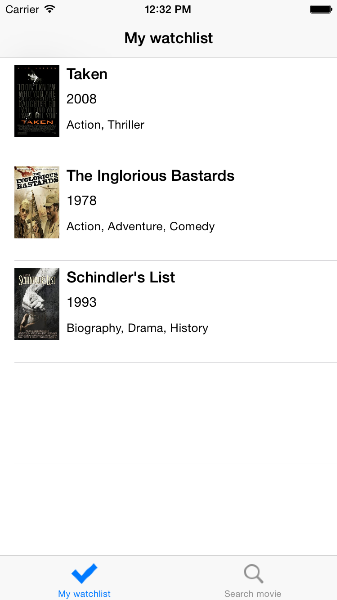 Carrier 12:32 PM
My watchlist
TAKEN
Taken
2008
Action, Thriller
THE INGLORIOUS
BASTARDS
The Inglorious Bastards
1978
Action, Adventure, Comedy
SCHINDLER'S LIST
Schindler's List
1993
Biography, Drama, History
My watchlist Search movie